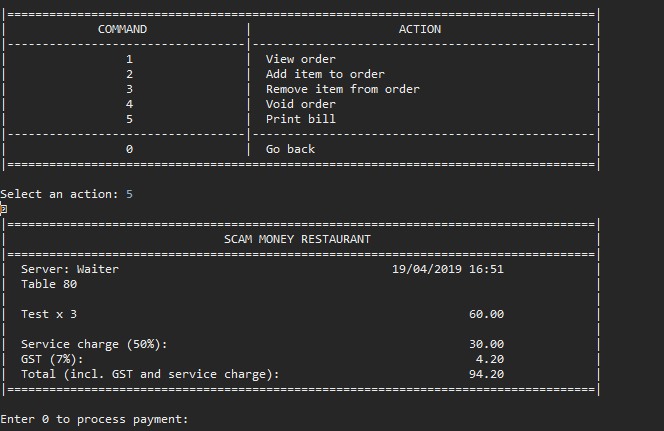 |====================================================================================|
| COMMAND | ACTION |
|----------------------------------|-------------------------------------------------|
| 1 | View order |
| 2 | Add item to order |
| 3 | Remove item from order |
| 4 | Void order |
| 5 | Print bill |
|----------------------------------|-------------------------------------------------|
| 0 | Go back |
|====================================================================================|
Select an action: 5
|====================================================================================|
| SCAM MONEY RESTAURANT |
|====================================================================================|
| Server: Waiter 19/04/2019 16:51 |
| Table 80 |
| |
| Test x 3 60.00 |
| |
| Service charge (50%): 30.00 |
| GST (7%): 4.20 |
| Total (incl. GST and service charge): 94.20 |
|====================================================================================|
Enter 0 to process payment: